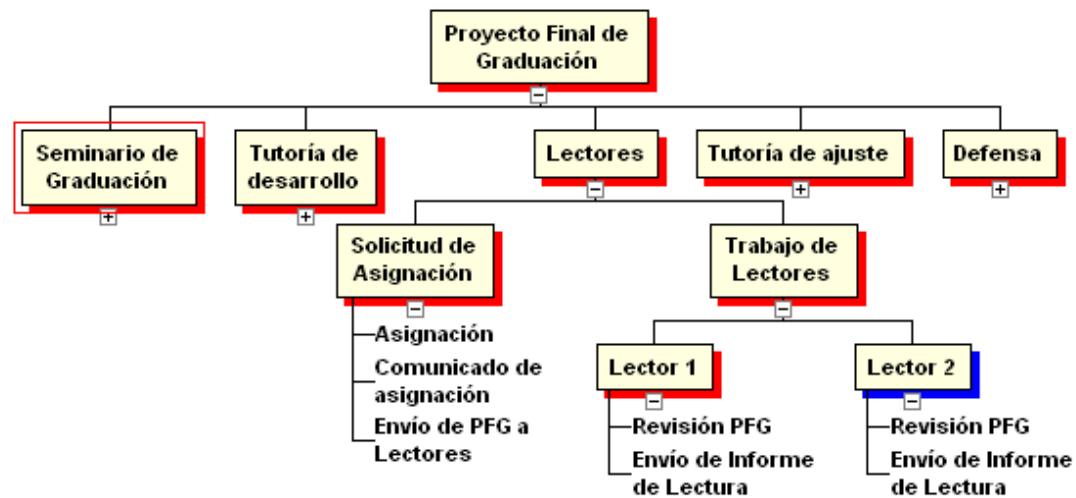 Proyecto Final de
Graduación
Seminario de
Graduación
Tutoría de
desarrollo
Lectores
Tutoría de ajuste
Defensa
Solicitud de
Asignación
Asignación
Comunicado de
asignación
Envío de PFG a
Lectores
Trabajo de
Lectores
Lector 1
Revisión PFG
Envío de Informe
de Lectura
Lector 2
Revisión PFG
Envío de Informe
de Lectura